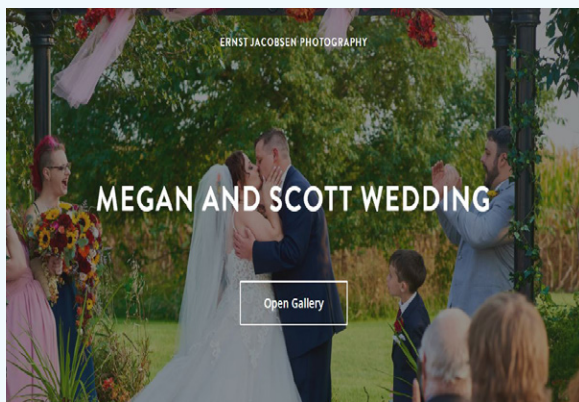 ERNST JACOBSEN PHOTOGRAPHY
MEGAN AND SCOTT WEDDING
Open Gallery